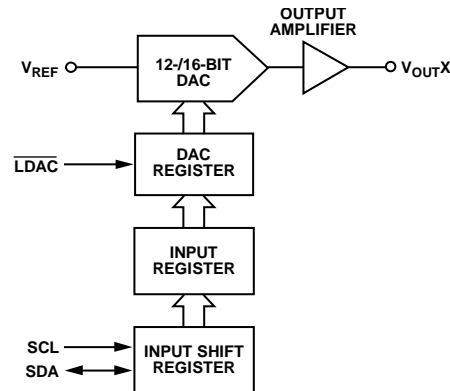 OUTPUT
AMPLIFIER
VREF
12-/16-BIT
DAC
VOUTX
LDAC
DAC
REGISTER
INPUT
REGISTER
SCL
SDA
INPUT SHIFT
REGISTER